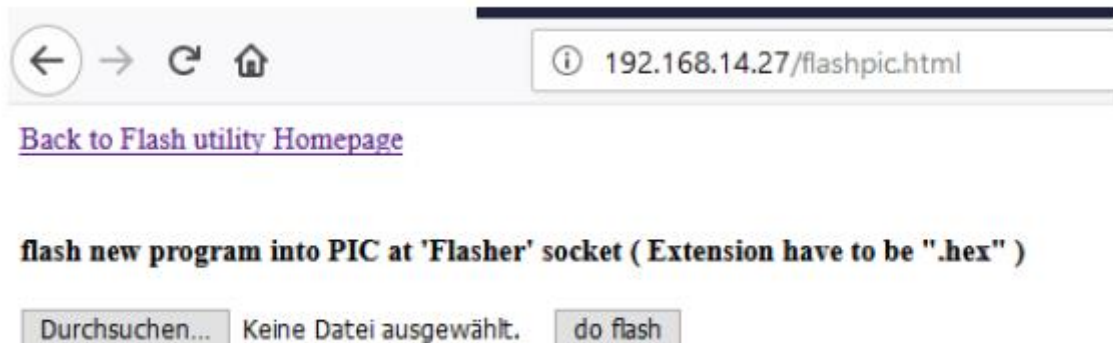 192.168.14.27/flashpic.html
Back to Flash utility Homepage
flash new program into PIC at 'Flasher' socket ( Extension have to be ".hex" )
Durchsuchen... Keine Datei ausgewählt. do flash